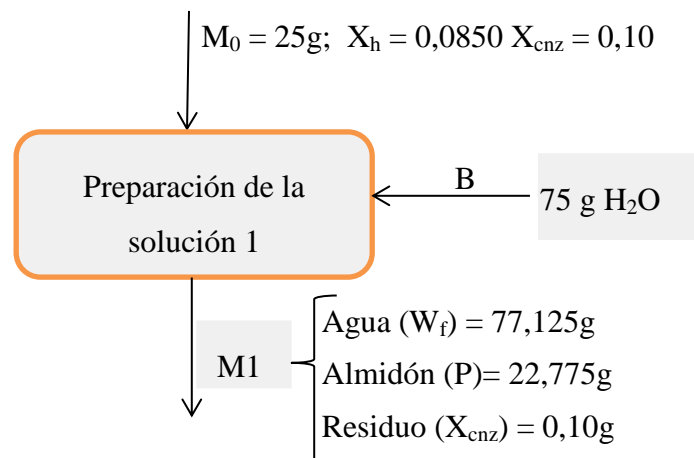 M₀ = 25g; Xₕ = 0,0850 X_cnz = 0,10
Preparación de la
solución 1
B
75 g H₂O
M1
Agua (W_f) = 77,125g
Almidón (P)= 22,775g
Residuo (X_cnz) = 0,10g